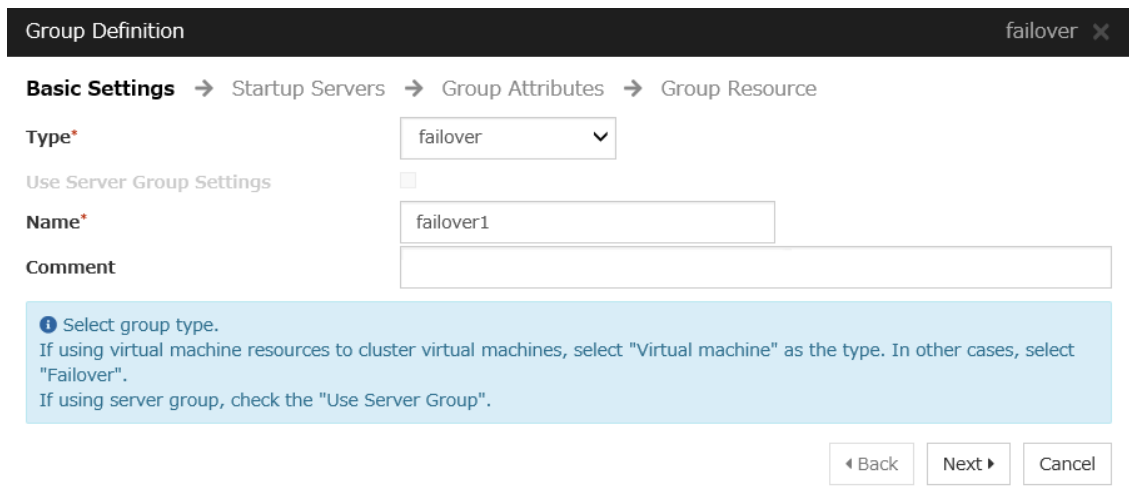 Group Definition failover ×
Basic Settings → Startup Servers → Group Attributes → Group Resource
Type* failover
Use Server Group Settings
Name* failover1
Comment
Select group type.
If using virtual machine resources to cluster virtual machines, select "Virtual machine" as the type. In other cases, select
"Failover".
If using server group, check the "Use Server Group".
Back Next Cancel